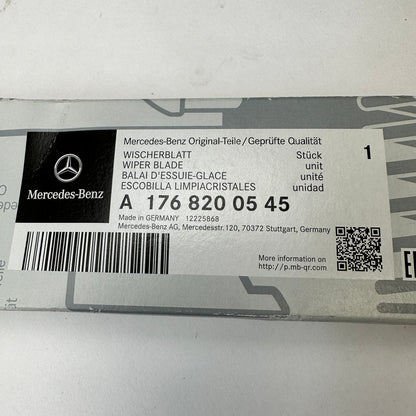 Mercedes-Benz Original-Teile/Geprüfte Qualität
WISCHERBLATT Stück 1
WIPER BLADE unit
BALAI D'ESSUIE-GLACE unité
ESCOBILLA LIMPIACRISTALES unidad
Mercedes-Benz
A 176 820 05 45
Made in GERMANY 12225868
Mercedes-Benz AG, Mercedesstr.120, 70372 Stuttgart, Germany
More information on
http://p.mb-qr.com